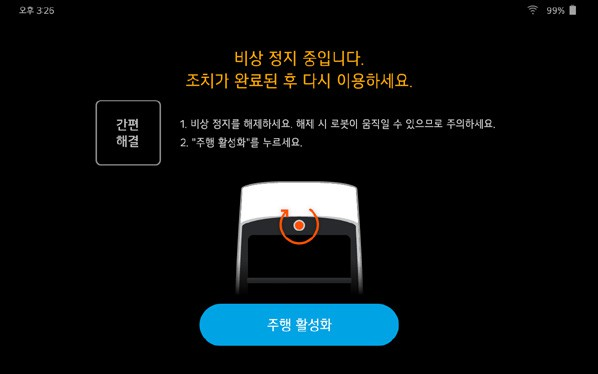 오후 3:26
99%
비상 정지 중입니다.
조치가 완료된 후 다시 이용하세요.
간편
해결
1. 비상 정지를 해제하세요. 해제 시 로봇이 움직일 수 있으므로 주의하세요.
2. "주행 활성화"를 누르세요.
주행 활성화